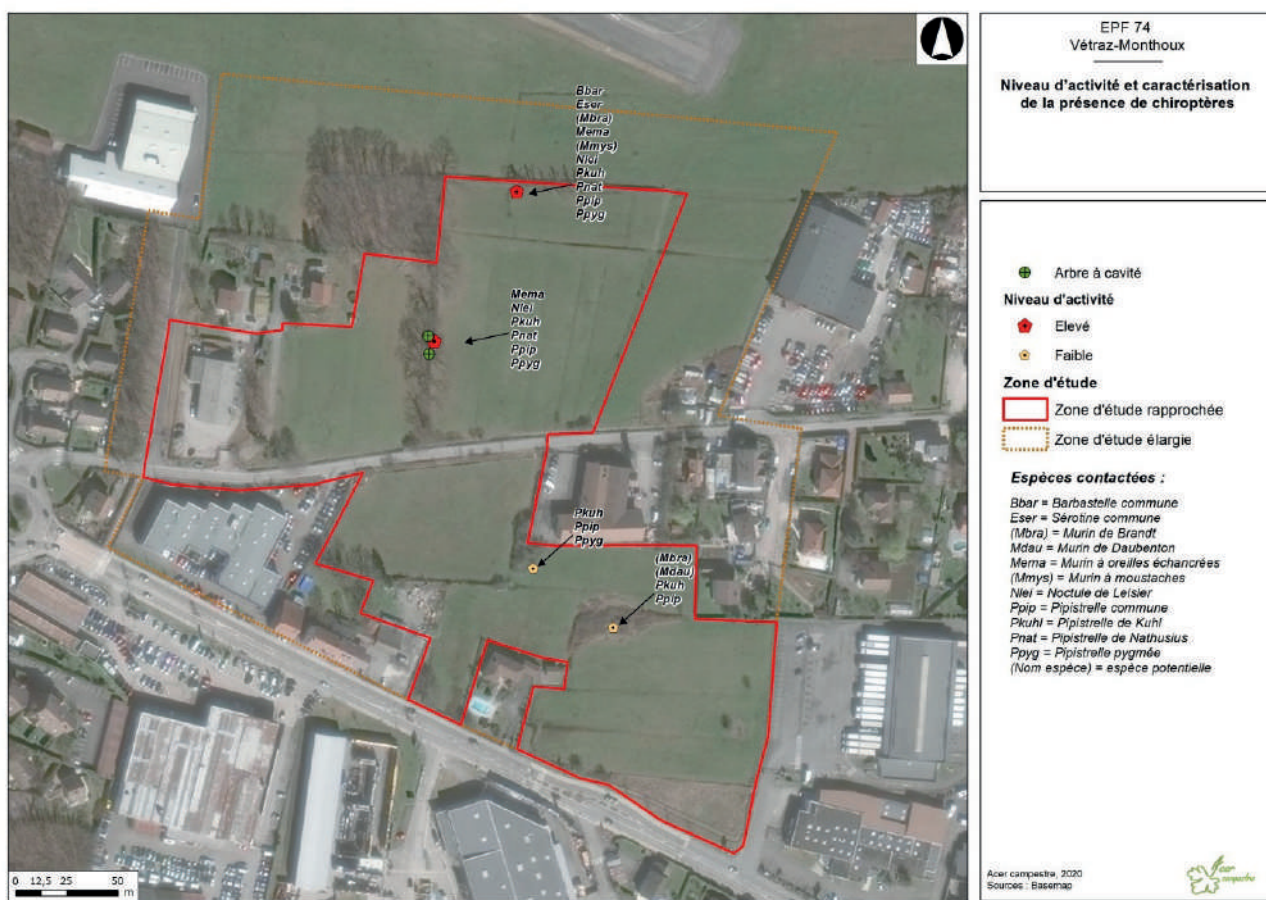 EPF 74
Vétraz-Monthoux
Niveau d'activité et caractérisation
de la présence de chiroptères
Bbar
Eser
(Mbra)
Mema
(Mmys)
Nlei
Pkuh
Pnat
Ppip
Ppyg
Mema
Nlei
Pkuh
Pnat
Ppip
Ppyg
Pkuh
Ppip
Ppyg
(Mbra)
(Mdau)
Pkuh
Ppip
Arbre à cavité
Niveau d'activité
Elevé
Faible
Zone d'étude
Zone d'étude rapprochée
Zone d'étude élargie
Espèces contactées :
Bbar = Barbastelle commune
Eser = Sérotine commune
(Mbra) = Murin de Brandt
Mdau = Murin de Daubenton
Mema = Murin à oreilles échancrées
(Mmys) = Murin à moustaches
Nlei = Noctule de Leisler
Ppip = Pipistrelle commune
Pkuhl = Pipistrelle de Kuhl
Pnat = Pipistrelle de Nathusius
Ppyg = Pipistrelle pygmée
(Nom espèce) = espèce potentielle
0 12,5 25 50
m
Acer campestre, 2020
Sources : Basemap
acer
campestre